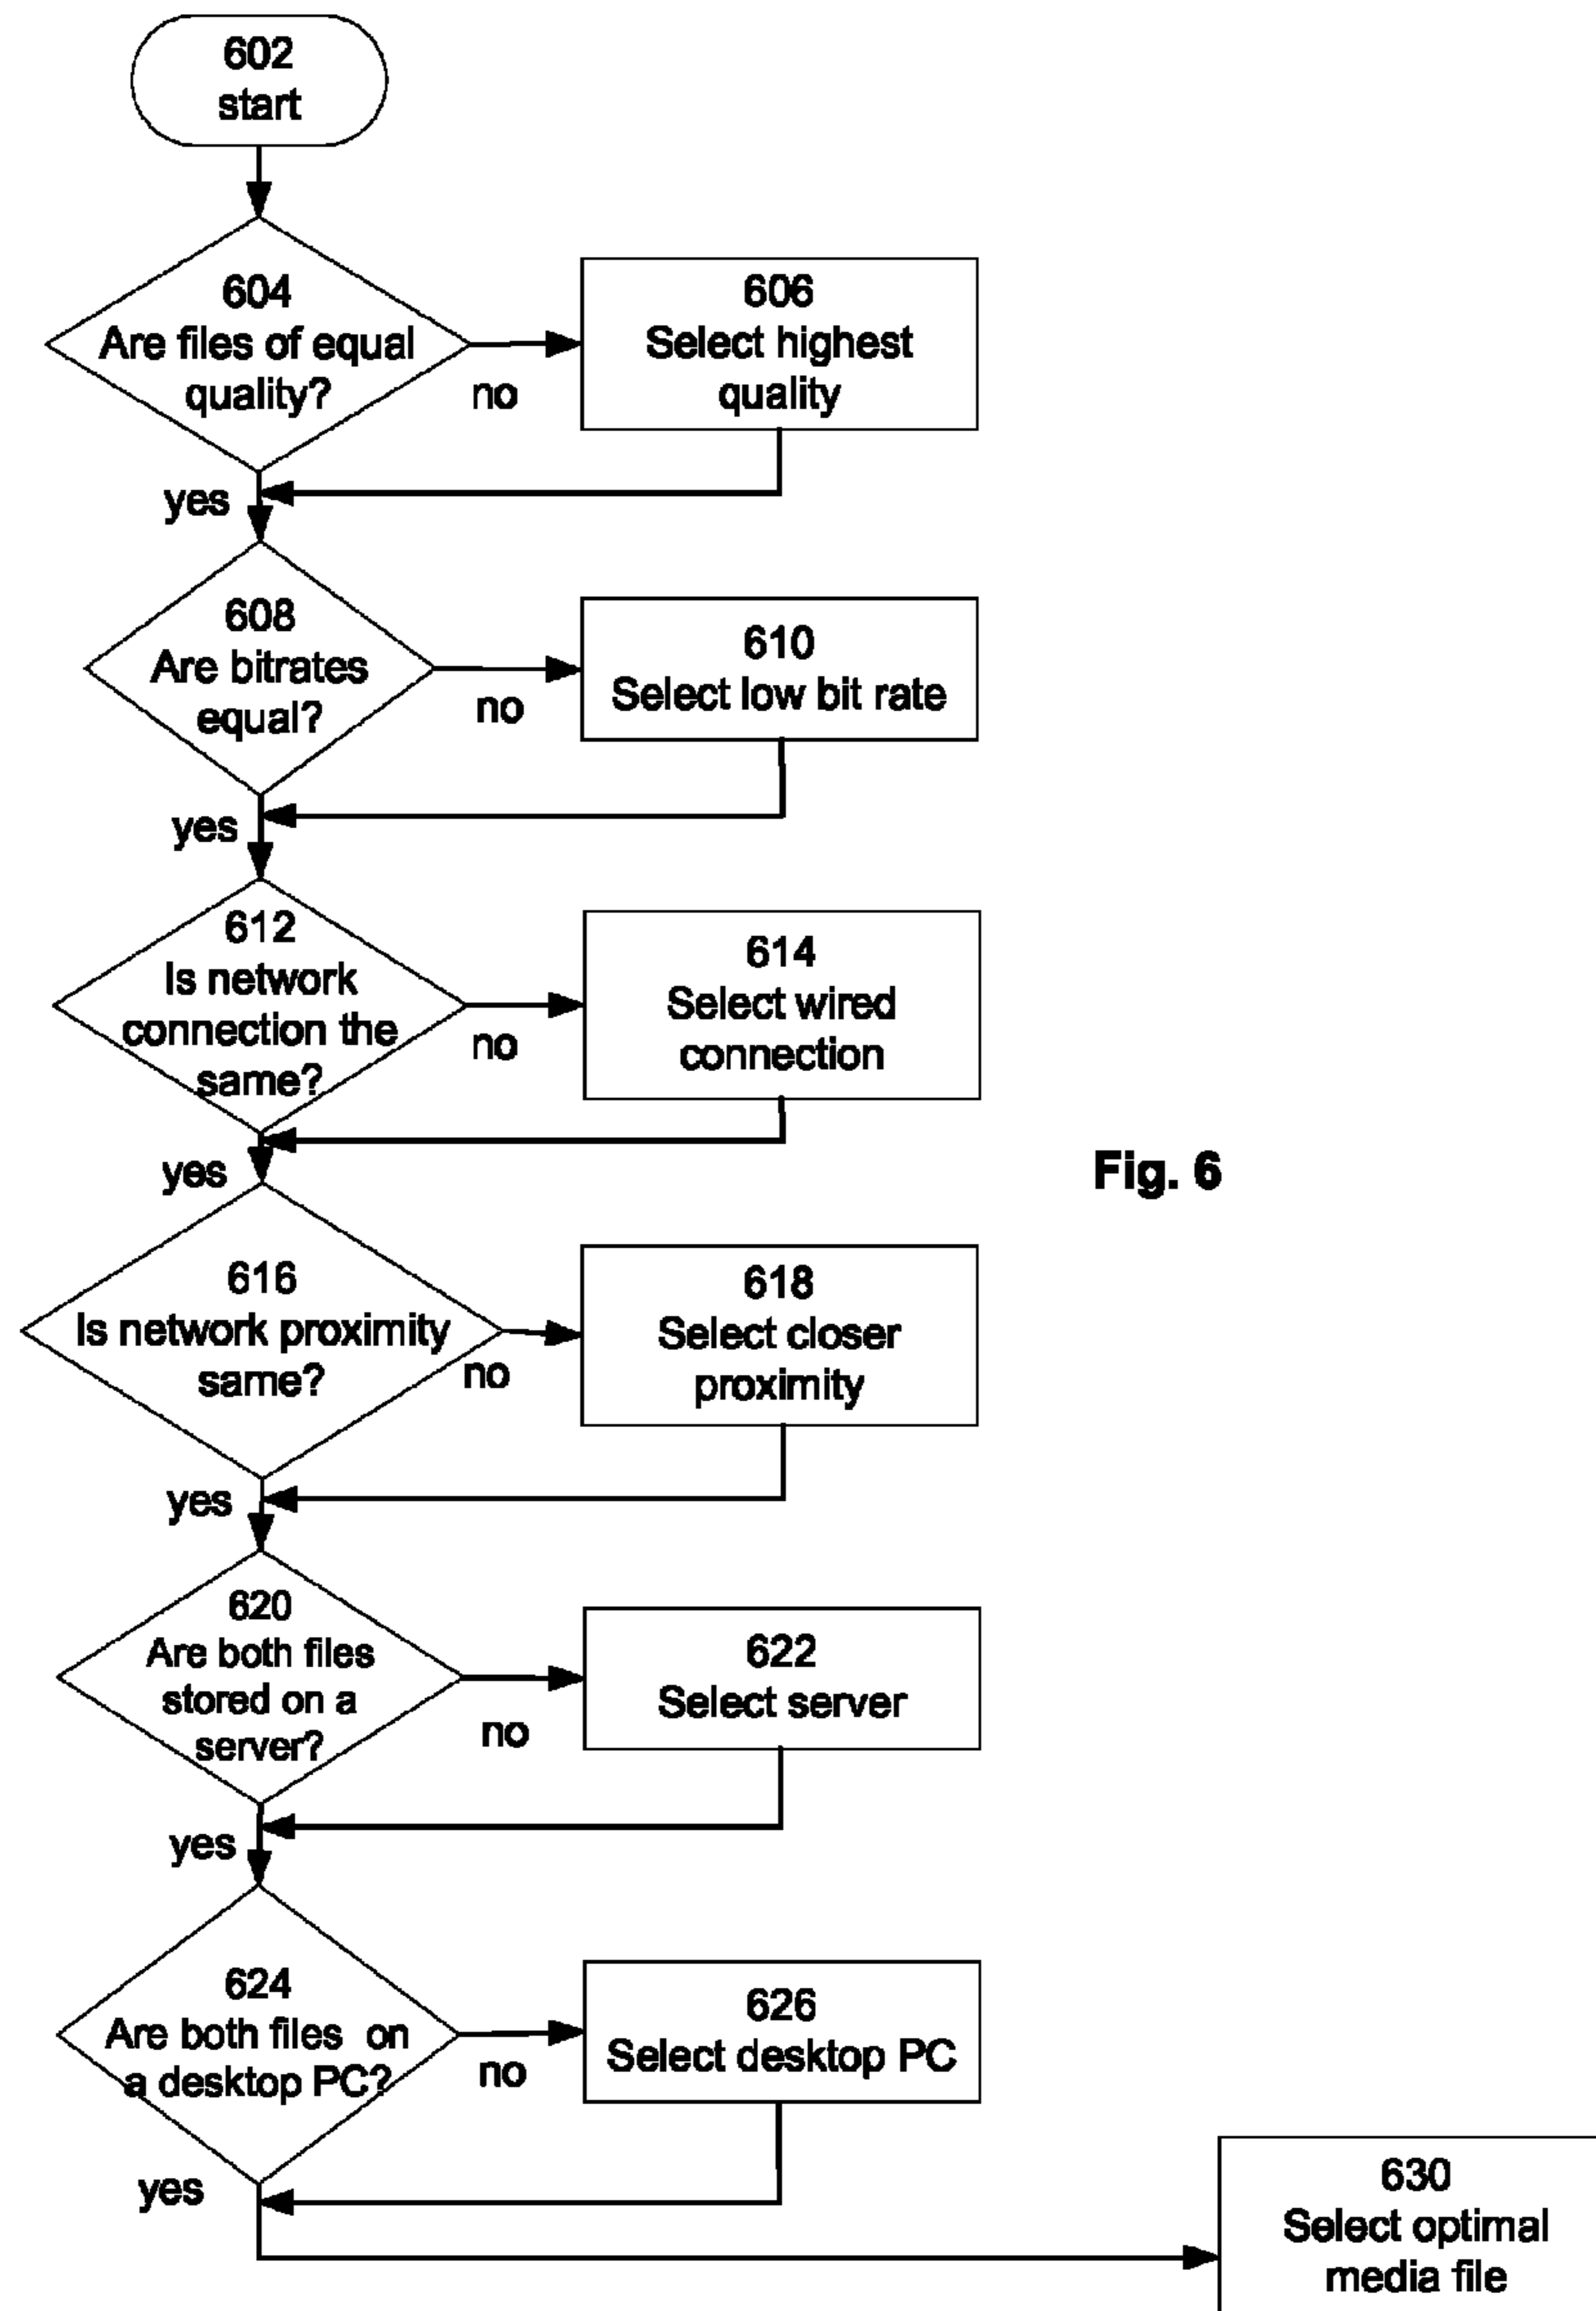 602
start
604
Are files of equal
quality?
no
606
Select highest
quality
yes
608
Are bitrates
equal?
no
610
Select low bit rate
yes
612
Is network
connection the
same?
no
614
Select wired
connection
yes
Fig. 6
616
Is network proximity
same?
no
618
Select closer
proximity
yes
620
Are both files
stored on a
server?
no
622
Select server
yes
624
Are both files on
a desktop PC?
no
626
Select desktop PC
yes
630
Select optimal
media file